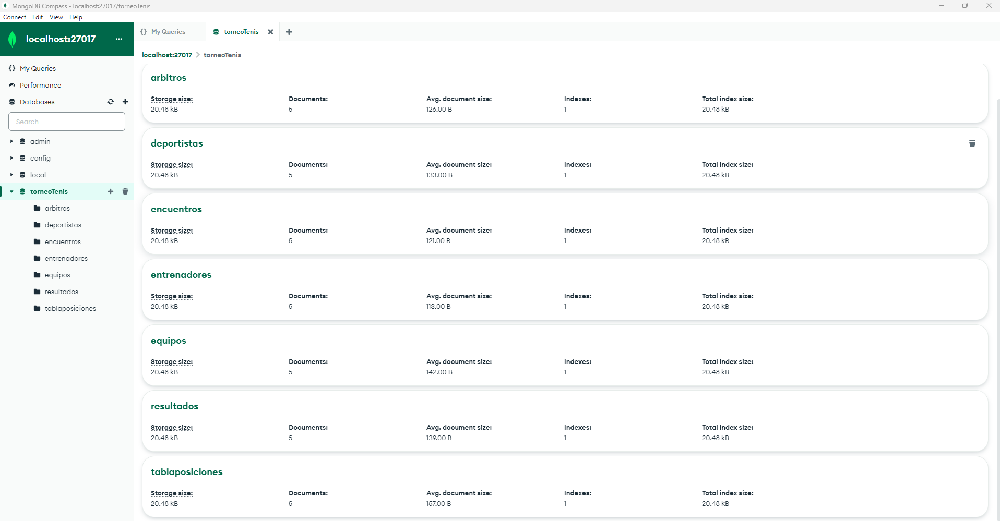 MongoDB Compass - localhost:27017/torneoTenis
Connect Edit View Help
localhost:27017 ...
My Queries
torneoTenis
localhost:27017 > torneoTenis
My Queries
Performance
Databases
Search
admin
config
local
torneoTenis
arbitros
deportistas
encuentros
entrenadores
equipos
resultados
tablaposiciones
arbitros
Storage size: Documents: Avg. document size: Indexes: Total index size:
20.48 kB 5 126.00 B 1 20.48 kB
deportistas
Storage size: Documents: Avg. document size: Indexes: Total index size:
20.48 kB 5 133.00 B 1 20.48 kB
encuentros
Storage size: Documents: Avg. document size: Indexes: Total index size:
20.48 kB 5 121.00 B 1 20.48 kB
entrenadores
Storage size: Documents: Avg. document size: Indexes: Total index size:
20.48 kB 5 113.00 B 1 20.48 kB
equipos
Storage size: Documents: Avg. document size: Indexes: Total index size:
20.48 kB 5 142.00 B 1 20.48 kB
resultados
Storage size: Documents: Avg. document size: Indexes: Total index size:
20.48 kB 5 139.00 B 1 20.48 kB
tablaposiciones
Storage size: Documents: Avg. document size: Indexes: Total index size:
20.48 kB 5 157.00 B 1 20.48 kB